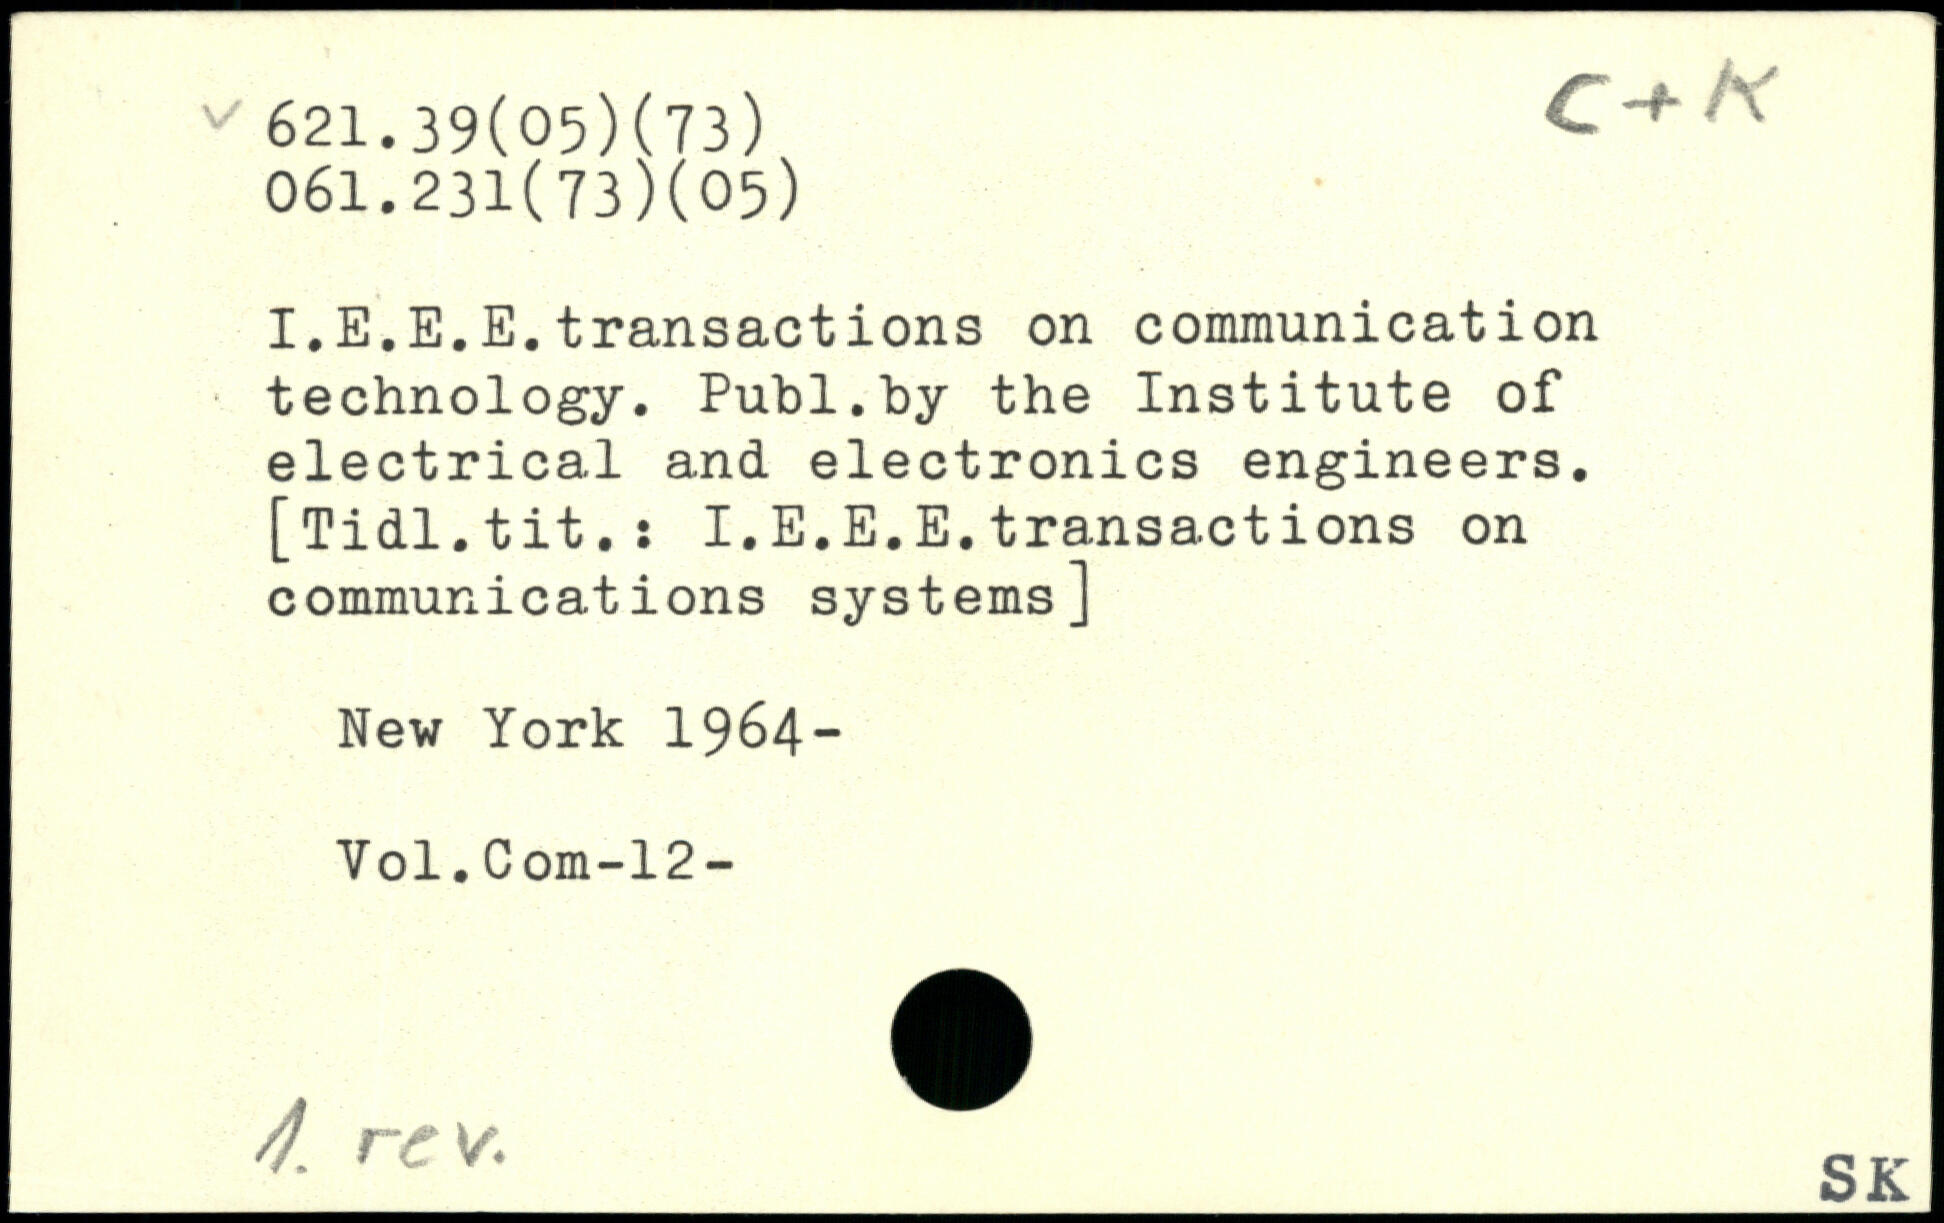 C+K
✓ 621.39(05)(73)
061.231(73)(05)
I.E.E.E.transactions on communication
technology. Publ.by the Institute of
electrical and electronics engineers.
[Tidl.tit.: I.E.E.E.transactions on
communications systems]
New York 1964-
Vol.Com-12-
1. rev.
SK